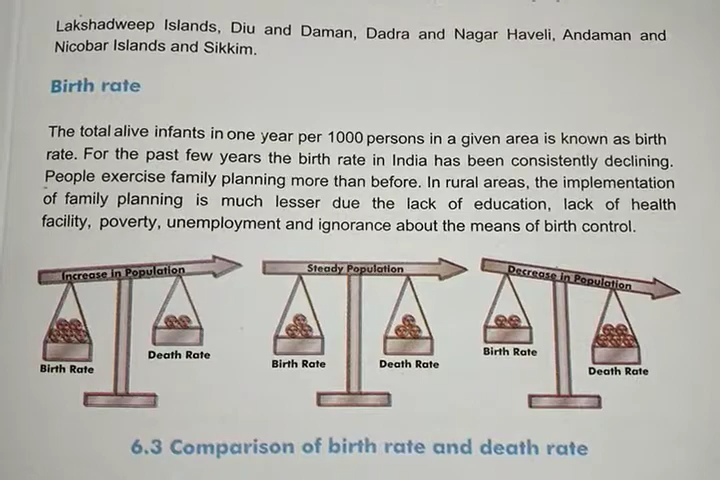 Lakshadweep Islands, Diu and Daman, Dadra and Nagar Haveli, Andaman and
Nicobar Islands and Sikkim.
Birth rate
The total alive infants in one year per 1000 persons in a given area is known as birth
rate. For the past few years the birth rate in India has been consistently declining.
People exercise family planning more than before. In rural areas, the implementation
of family planning is much lesser due the lack of education, lack of health
facility, poverty, unemployment and ignorance about the means of birth control.
Increase in Population
Birth Rate
Death Rate
Steady Population
Birth Rate
Death Rate
Decrease in Population
Birth Rate
Death Rate
6.3 Comparison of birth rate and death rate